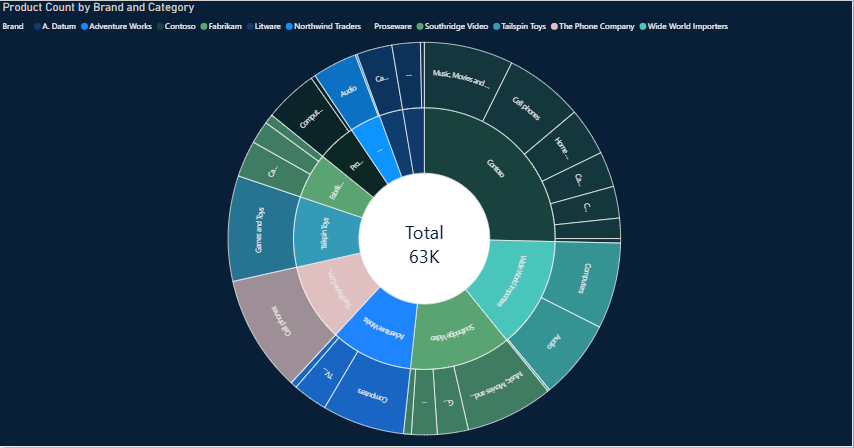 Product Count by Brand and Category
Brand A. Datum Adventure Works Contoso Fabrikam Litware Northwind Traders Proseware Southridge Video Tailspin Toys The Phone Company Wide World Importers
Music, Movies and ...
Cell phones
Home ...
Ca...
C...
Contoso
Wide World Importers
Computers
Audio
Southridge Video
Music, Movies and...
G...
...
Adventure Works
Computers
TV...
The Phone Com...
Cell phones
Tailspin Toys
Games and Toys
Fabrik...
Ca...
Pro...
Comput...
...
Audio
Ca...
...
Total
63K